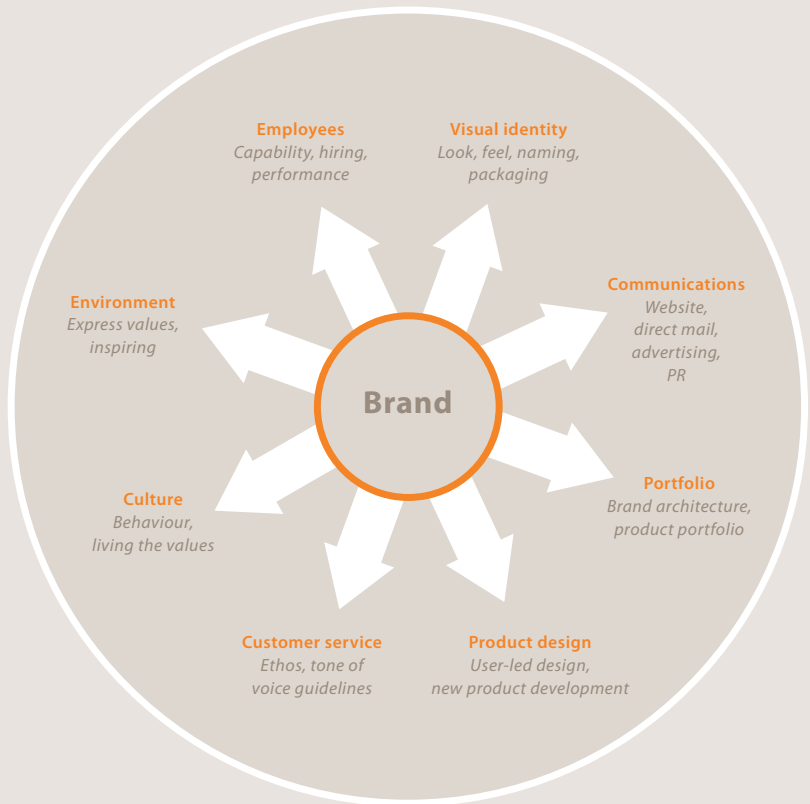 Employees
Capability, hiring,
performance
Visual identity
Look, feel, naming,
packaging
Communications
Website,
direct mail,
advertising,
PR
Portfolio
Brand architecture,
product portfolio
Product design
User-led design,
new product development
Customer service
Ethos, tone of
voice guidelines
Culture
Behaviour,
living the values
Environment
Express values,
inspiring
Brand